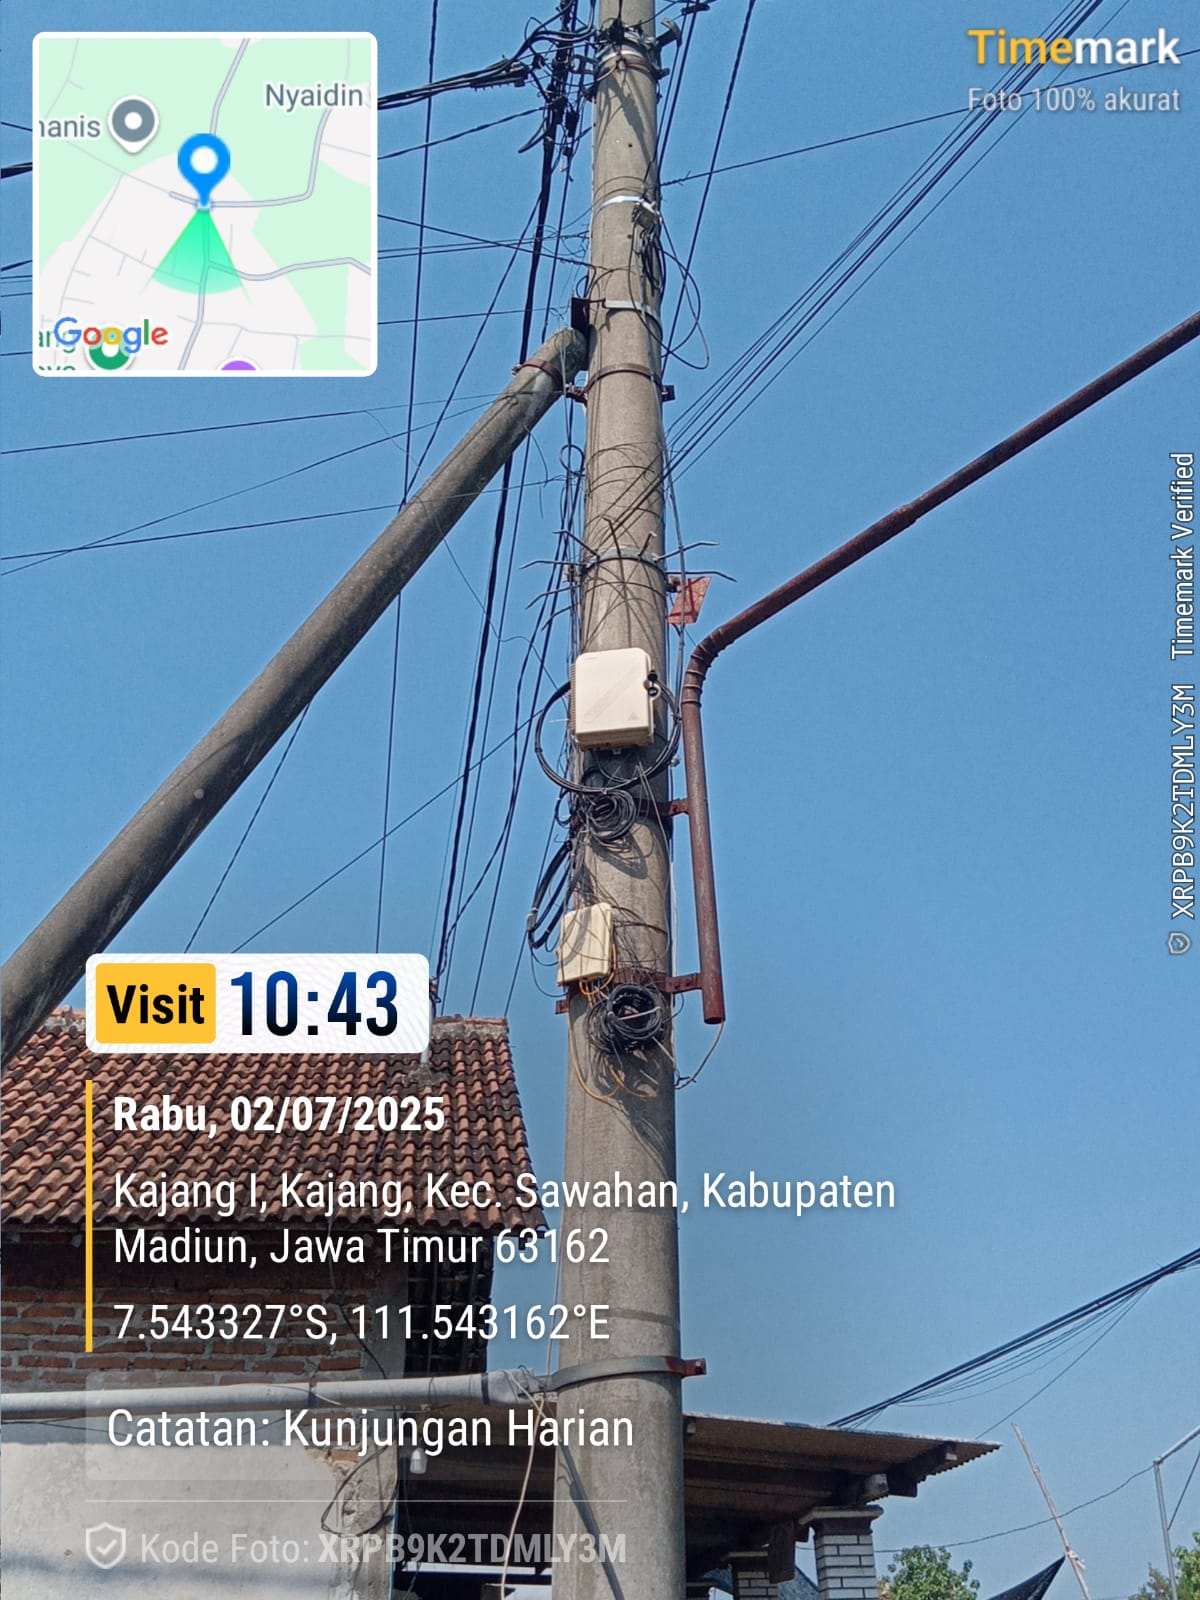 Timemark
Foto 100% akurat
Nyaidin
Google
Visit 10:43
Rabu, 02/07/2025
Kajang I, Kajang, Kec. Sawahan, Kabupaten
Madiun, Jawa Timur 63162
7.543327°S, 111.543162°E
Catatan: Kunjungan Harian
Kode Foto: XRPB9K2TDMLY3M
XRPB9K2TDMLY3M Timemark Verified